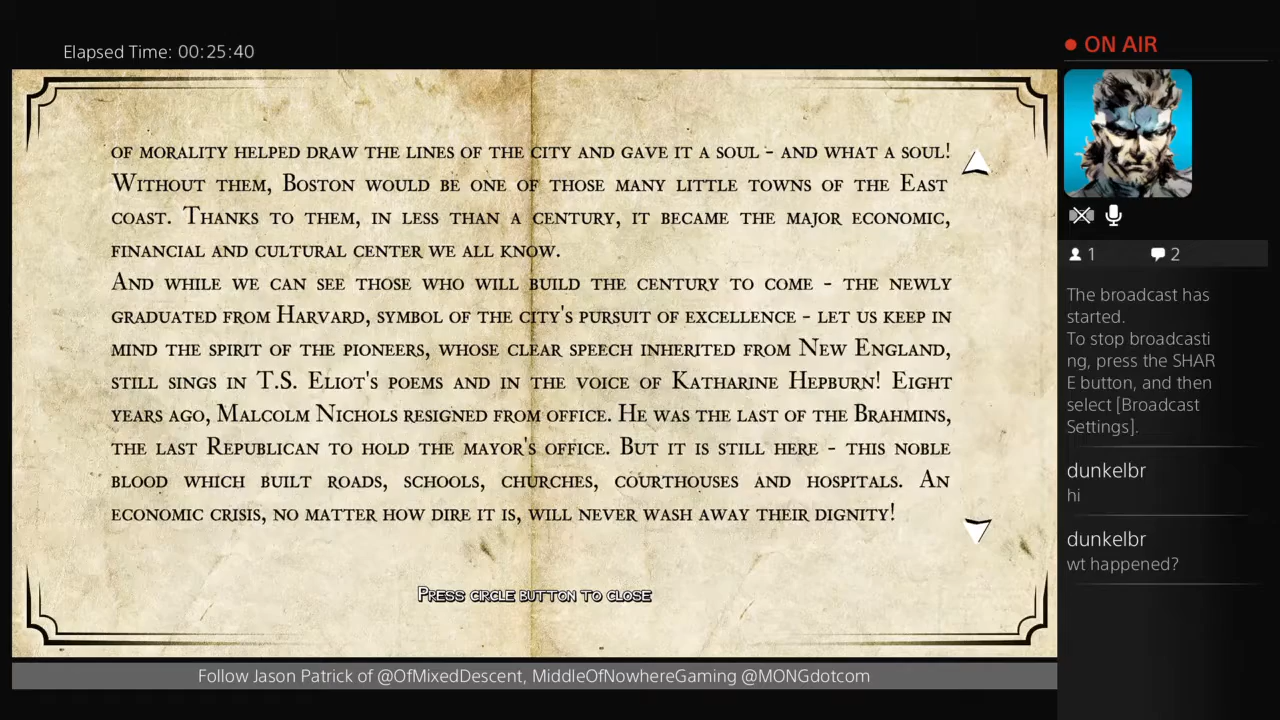 Elapsed Time: 00:25:40
ON AIR
OF MORALITY HELPED DRAW THE LINES OF THE CITY AND GAVE IT A SOUL - AND WHAT A SOUL!
WITHOUT THEM, BOSTON WOULD BE ONE OF THOSE MANY LITTLE TOWNS OF THE EAST
COAST. THANKS TO THEM, IN LESS THAN A CENTURY, IT BECAME THE MAJOR ECONOMIC,
FINANCIAL AND CULTURAL CENTER WE ALL KNOW.
AND WHILE WE CAN SEE THOSE WHO WILL BUILD THE CENTURY TO COME - THE NEWLY
GRADUATED FROM HARVARD, SYMBOL OF THE CITY'S PURSUIT OF EXCELLENCE - LET US KEEP IN
MIND THE SPIRIT OF THE PIONEERS, WHOSE CLEAR SPEECH INHERITED FROM NEW ENGLAND,
STILL SINGS IN T.S. ELIOT'S POEMS AND IN THE VOICE OF KATHARINE HEPBURN! EIGHT
YEARS AGO, MALCOLM NICHOLS RESIGNED FROM OFFICE. HE WAS THE LAST OF THE BRAHMINS,
THE LAST REPUBLICAN TO HOLD THE MAYOR'S OFFICE. BUT IT IS STILL HERE - THIS NOBLE
BLOOD WHICH BUILT ROADS, SCHOOLS, CHURCHES, COURTHOUSES AND HOSPITALS. AN
ECONOMIC CRISIS, NO MATTER HOW DIRE IT IS, WILL NEVER WASH AWAY THEIR DIGNITY!
PRESS CIRCLE BUTTON TO CLOSE
Follow Jason Patrick of @OfMixedDescent, MiddleOfNowhereGaming @MONGdotcom
1
2
The broadcast has
started.
To stop broadcasti
ng, press the SHAR
E button, and then
select [Broadcast
Settings].
dunkelbr
hi
dunkelbr
wt happened?